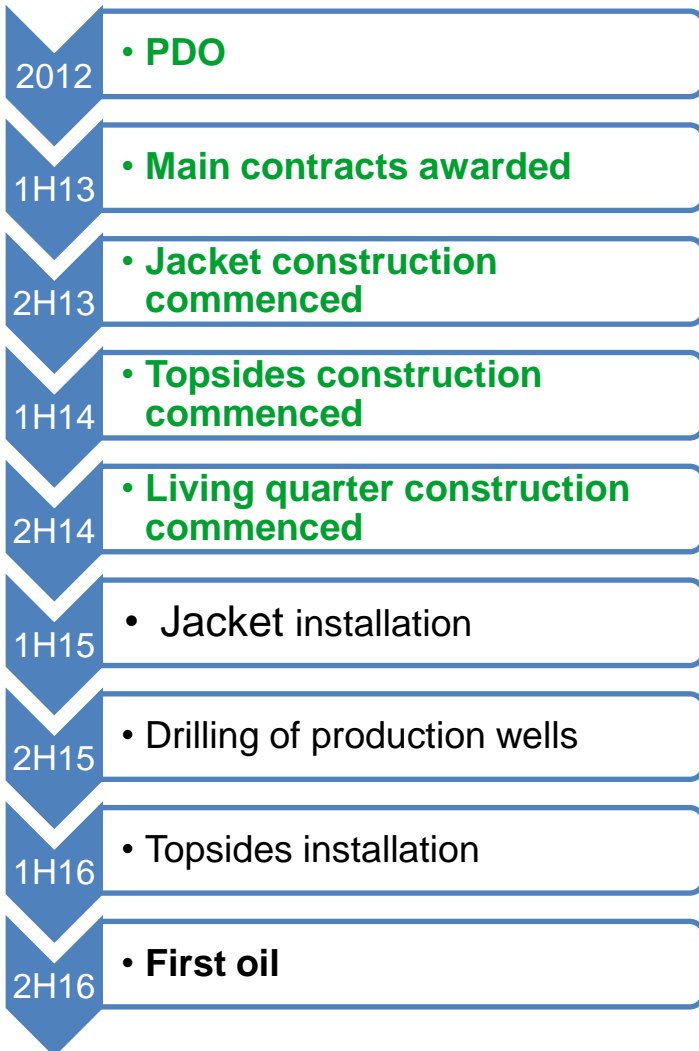 2012
• PDO
1H13
• Main contracts awarded
2H13
• Jacket construction
commenced
1H14
• Topsides construction
commenced
2H14
• Living quarter construction
commenced
1H15
• Jacket installation
2H15
• Drilling of production wells
1H16
• Topsides installation
2H16
• First oil